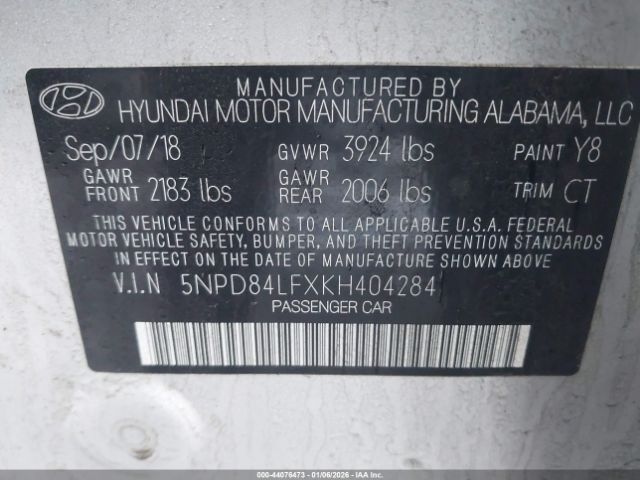 MANUFACTURED BY
HYUNDAI MOTOR MANUFACTURING ALABAMA, LLC
Sep/07/18 GVWR 3924 lbs PAINT Y8
GAWR FRONT 2183 lbs GAWR REAR 2006 lbs TRIM CT
THIS VEHICLE CONFORMS TO ALL APPLICABLE U.S.A. FEDERAL
MOTOR VEHICLE SAFETY, BUMPER, AND THEFT PREVENTION STANDARDS
IN EFFECT ON THE DATE OF MANUFACTURE SHOWN ABOVE.
V.I.N 5NPD84LFXKH404284
PASSENGER CAR
000-44076473 | 01/06/2026 - IAA Inc.